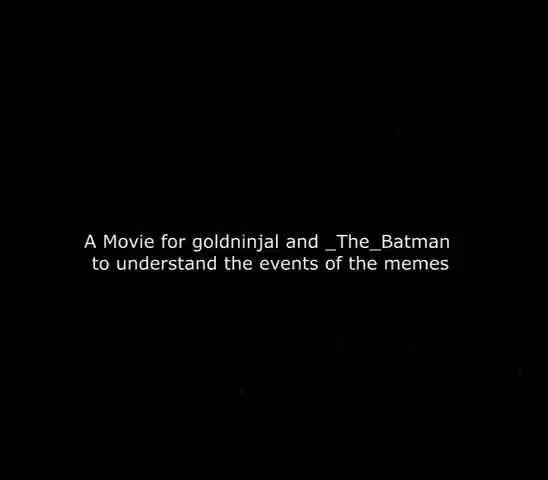 A Movie for goldninjal and _The_Batman
to understand the events of the memes